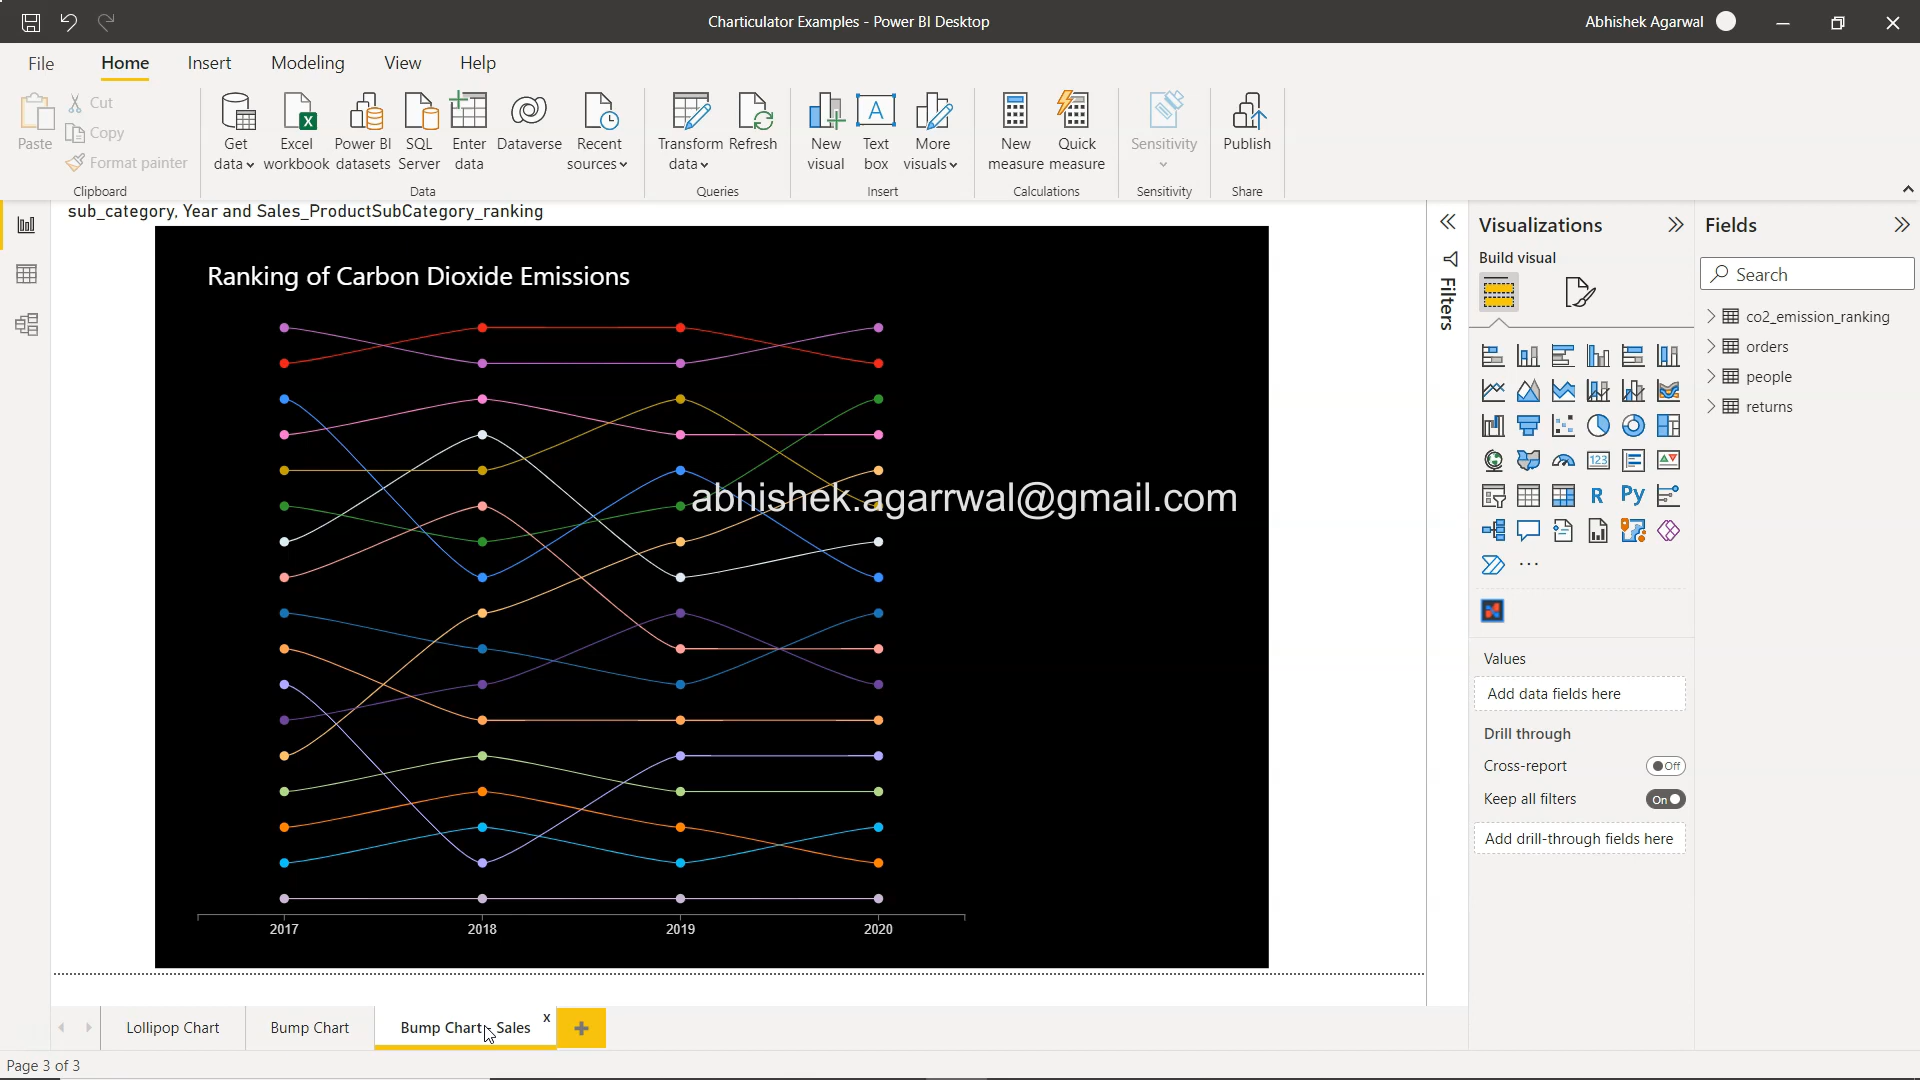 Charticulator Examples - Power BI Desktop
Abhishek Agarwal
File
Home
Insert
Modeling
View
Help
Paste
Cut
Copy
Format painter
Clipboard
Get
data
Excel
workbook
Power BI
datasets
SQL
Server
Enter
data
Dataverse
Recent
sources
Data
Transform
data
Refresh
Queries
New
visual
Text
box
More
visuals
Insert
New
measure
Quick
measure
Calculations
Sensitivity
Sensitivity
Publish
Share
sub_category, Year and Sales_ProductSubCategory_ranking
Ranking of Carbon Dioxide Emissions
abhishek.agarrwal@gmail.com
2017
2018
2019
2020
Filters
Visualizations
Build visual
123
R
Py
Values
Add data fields here
Drill through
Cross-report
Off
Keep all filters
On
Add drill-through fields here
Fields
Search
co2_emission_ranking
orders
people
returns
Lollipop Chart
Bump Chart
Bump Chart - Sales
x
Page 3 of 3